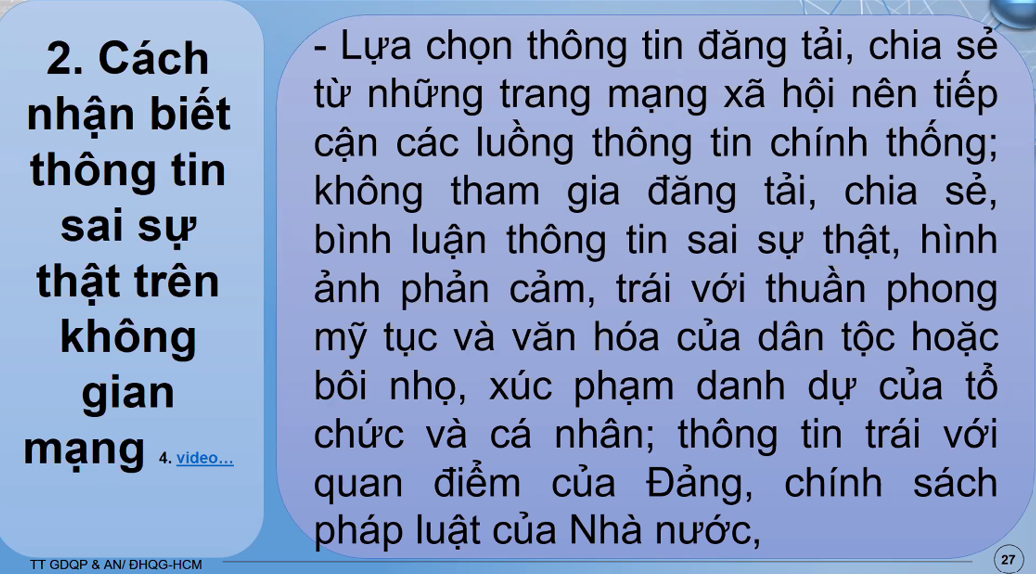 2. Cách
nhận biết
thông tin
sai sự
thật trên
không
gian
mạng 4. video...
- Lựa chọn thông tin đăng tải, chia sẻ
từ những trang mạng xã hội nên tiếp
cận các luồng thông tin chính thống;
không tham gia đăng tải, chia sẻ,
bình luận thông tin sai sự thật, hình
ảnh phản cảm, trái với thuần phong
mỹ tục và văn hóa của dân tộc hoặc
bôi nhọ, xúc phạm danh dự của tổ
chức và cá nhân; thông tin trái với
quan điểm của Đảng, chính sách
pháp luật của Nhà nước,
TT GDQP & AN/ ĐHQG-HCM
27